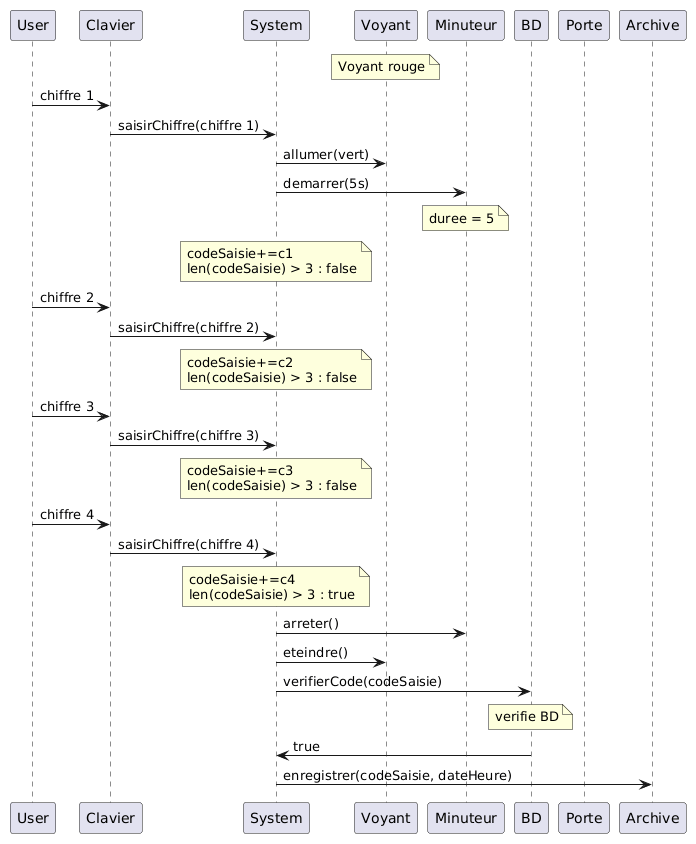 User Clavier System Voyant Minuteur BD Porte Archive
Voyant rouge
chiffre 1
saisirChiffre(chiffre 1)
allumer(vert)
demarrer(5s)
duree = 5
codeSaisie+=c1
len(codeSaisie) > 3 : false
chiffre 2
saisirChiffre(chiffre 2)
codeSaisie+=c2
len(codeSaisie) > 3 : false
chiffre 3
saisirChiffre(chiffre 3)
codeSaisie+=c3
len(codeSaisie) > 3 : false
chiffre 4
saisirChiffre(chiffre 4)
codeSaisie+=c4
len(codeSaisie) > 3 : true
arreter()
eteindre()
verifierCode(codeSaisie)
verifie BD
true
enregistrer(codeSaisie, dateHeure)
User Clavier System Voyant Minuteur BD Porte Archive